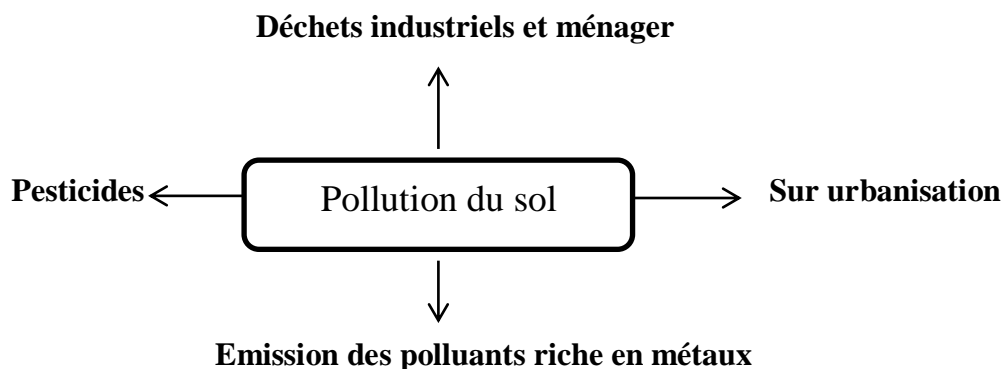 Déchets industriels et ménager
Pesticides
Pollution du sol
Sur urbanisation
Emission des polluants riche en métaux